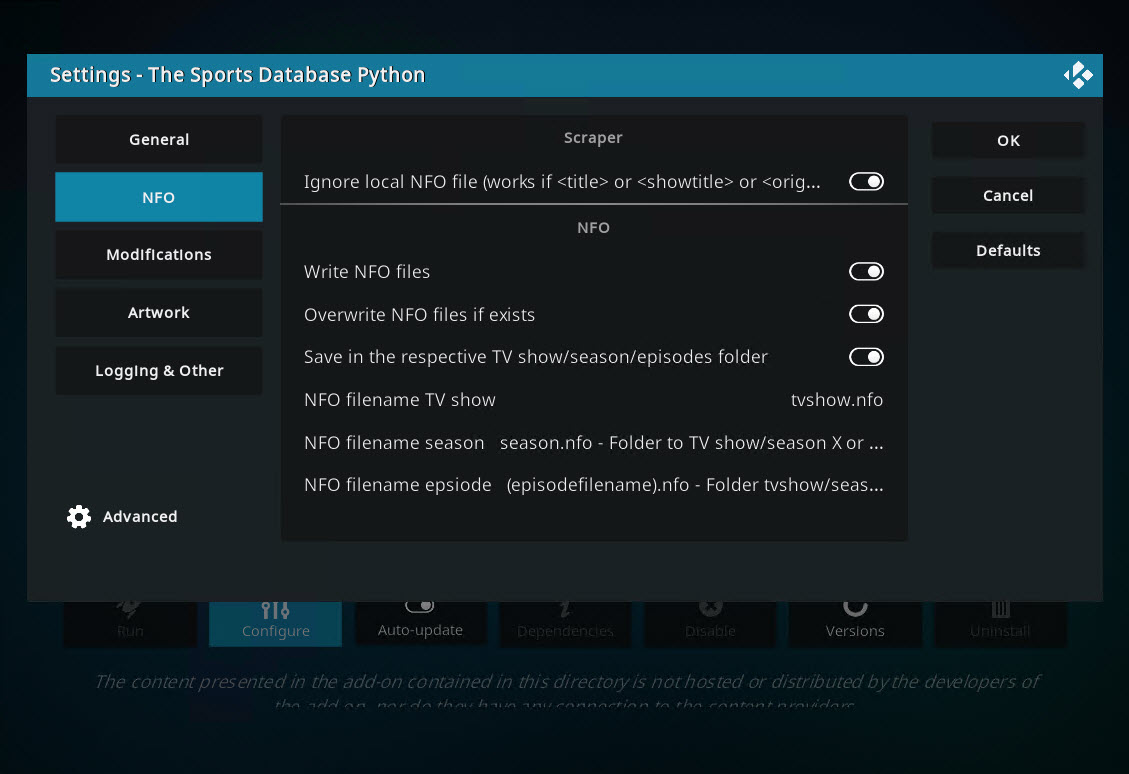 Settings - The Sports Database Python
General
NFO
Modifications
Artwork
Logging & Other
Advanced
Scraper
Ignore local NFO file (works if <title> or <showtitle> or <orig...
NFO
Write NFO files
Overwrite NFO files if exists
Save in the respective TV show/season/episodes folder
NFO filename TV show tvshow.nfo
NFO filename season season.nfo - Folder to TV show/season X or ...
NFO filename epsiode (episodefilename).nfo - Folder tvshow/seas...
OK
Cancel
Defaults
Run
Configure
Auto-update
Dependencies
Disable
Versions
Uninstall
The content presented in the add-on contained in this directory is not hosted or distributed by the developers of
the add-on, nor do they have any connection to the content providers.